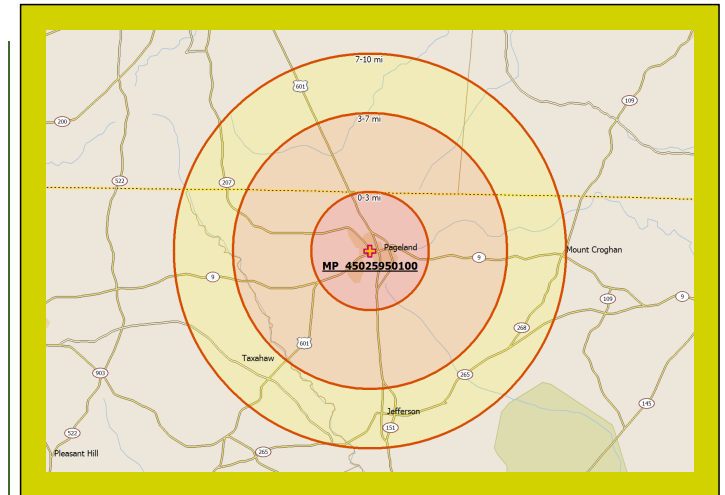 7-10 mi
601
109
200
3-7 mi
522
207
0-3 mi
Pageland
Mount Croghan
MP 45025950100
9
9
109
9
268
601
Taxahaw
903
265
145
Jefferson
522
151
265
Pleasant Hill